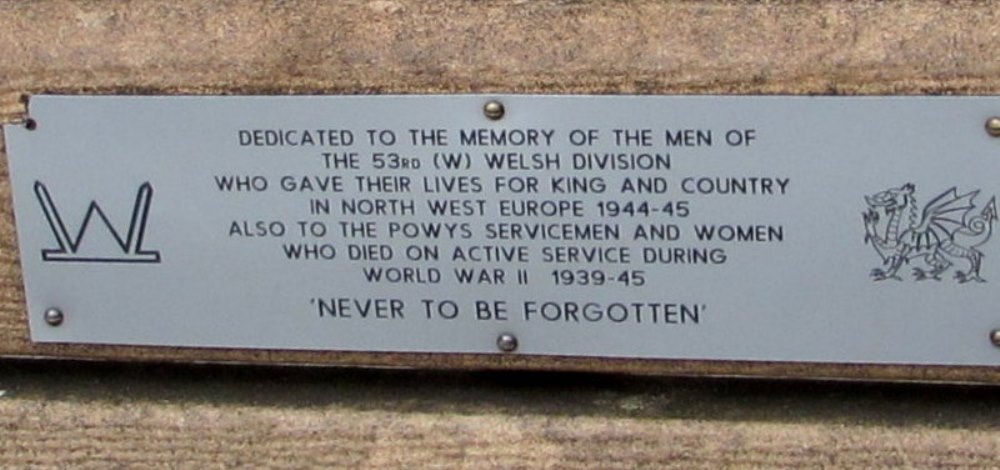 DEDICATED TO THE MEMORY OF THE MEN OF
THE 53RD (W) WELSH DIVISION
WHO GAVE THEIR LIVES FOR KING AND COUNTRY
IN NORTH WEST EUROPE 1944-45
ALSO TO THE POWYS SERVICEMEN AND WOMEN
WHO DIED ON ACTIVE SERVICE DURING
WORLD WAR II 1939-45
'NEVER TO BE FORGOTTEN'
W